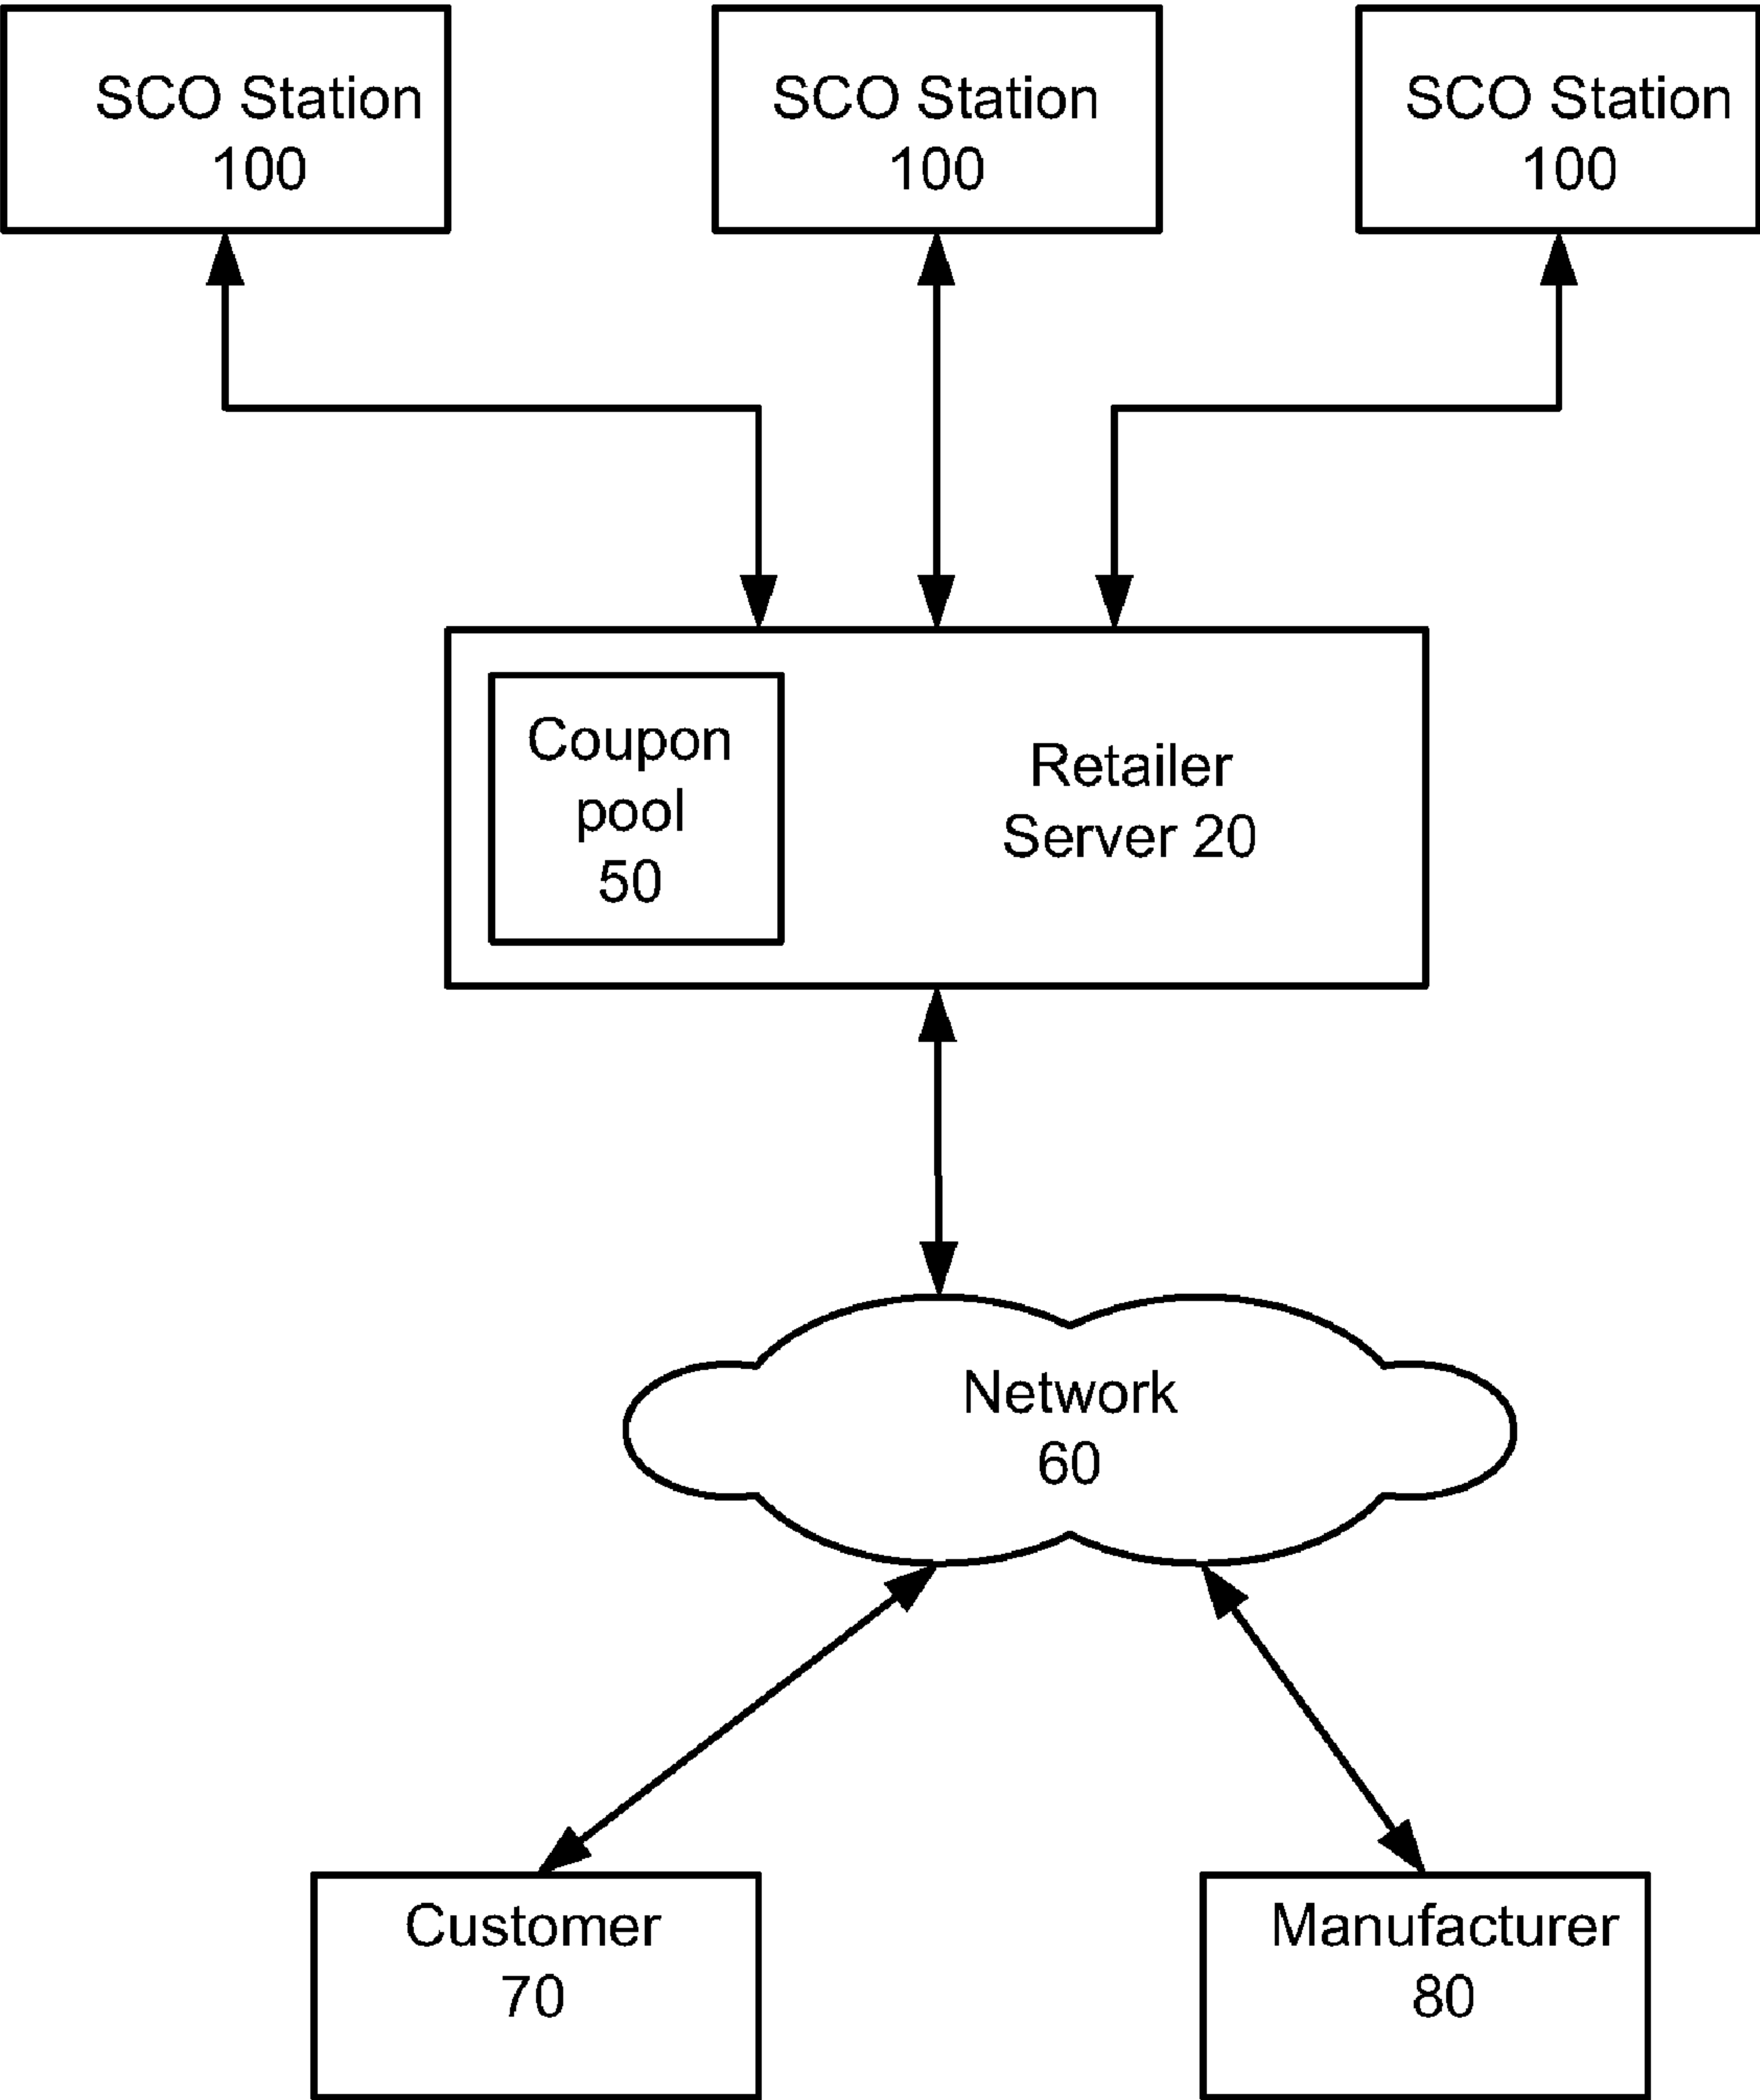 SCO Station
100
SCO Station
100
SCO Station
100
Coupon
pool
50
Retailer
Server 20
Network
60
Customer
70
Manufacturer
80